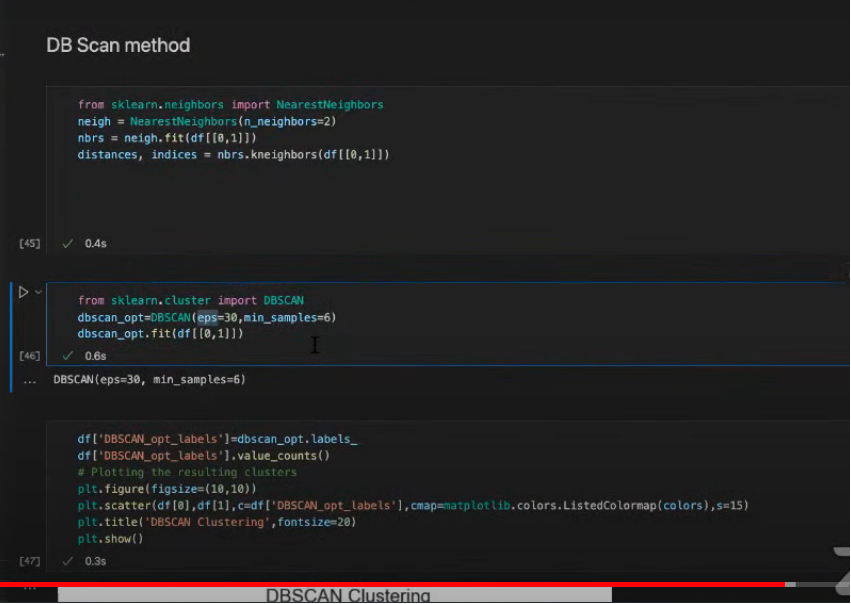 DB Scan method
from sklearn.neighbors import NearestNeighbors
neigh = NearestNeighbors(n_neighbors=2)
nbrs = neigh.fit(df[[0,1]])
distances, indices = nbrs.kneighbors(df[[0,1]])
[45] ✓ 0.4s
from sklearn.cluster import DBSCAN
dbscan_opt=DBSCAN(eps=30,min_samples=6)
dbscan_opt.fit(df[[0,1]])
[46] ✓ 0.6s
... DBSCAN(eps=30, min_samples=6)
df['DBSCAN_opt_labels']=dbscan_opt.labels_
df['DBSCAN_opt_labels'].value_counts()
# Plotting the resulting clusters
plt.figure(figsize=(10,10))
plt.scatter(df[0],df[1],c=df['DBSCAN_opt_labels'],cmap=matplotlib.colors.ListedColormap(colors),s=15)
plt.title('DBSCAN Clustering',fontsize=20)
plt.show()
[47] ✓ 0.3s
DBSCAN Clustering